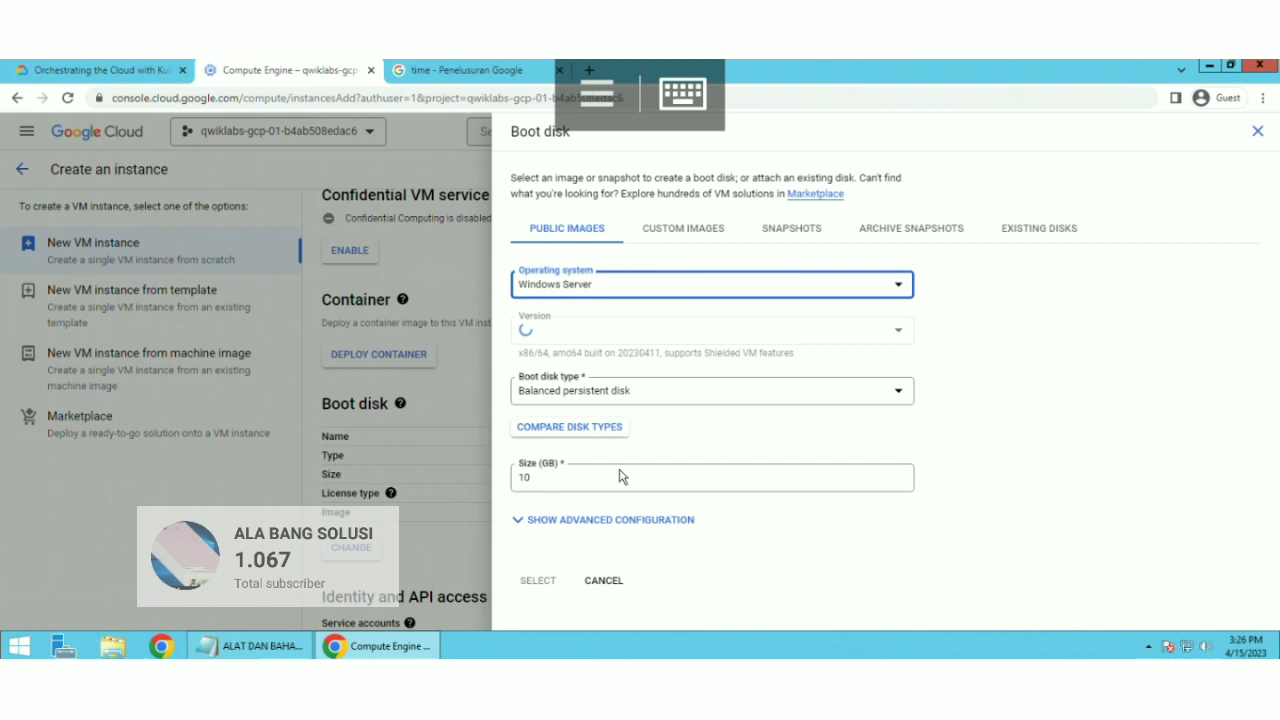 Orchestrating the Cloud with Kub
Compute Engine – qwiklabs-gcp-
time - Penelusuran Google
console.cloud.google.com/compute/instancesAdd?authuser=1&project=qwiklabs-gcp-01-b4ab508edac6
Guest
Google Cloud
qwiklabs-gcp-01-b4ab508edac6
Se
Boot disk
Create an instance
To create a VM instance, select one of the options:
New VM instance
Create a single VM instance from scratch
New VM instance from template
Create a single VM instance from an existing
template
New VM instance from machine image
Create a single VM instance from an existing
machine image
Marketplace
Deploy a ready-to-go solution onto a VM instance
Confidential VM service
Confidential Computing is disabled
ENABLE
Container
Deploy a container image to this VM inst
DEPLOY CONTAINER
Boot disk
Name
Type
Size
License type
Image
CHANGE
Identity and API access
Service accounts
Select an image or snapshot to create a boot disk; or attach an existing disk. Can't find
what you're looking for? Explore hundreds of VM solutions in Marketplace
PUBLIC IMAGES
CUSTOM IMAGES
SNAPSHOTS
ARCHIVE SNAPSHOTS
EXISTING DISKS
Operating system
Windows Server
Version
x86/64, amd64 built on 20230411, supports Shielded VM features
Boot disk type *
Balanced persistent disk
COMPARE DISK TYPES
Size (GB) *
10
SHOW ADVANCED CONFIGURATION
SELECT
CANCEL
ALA BANG SOLUSI
1.067
Total subscriber
ALAT DAN BAHA...
Compute Engine ...
3:26 PM
4/15/2023